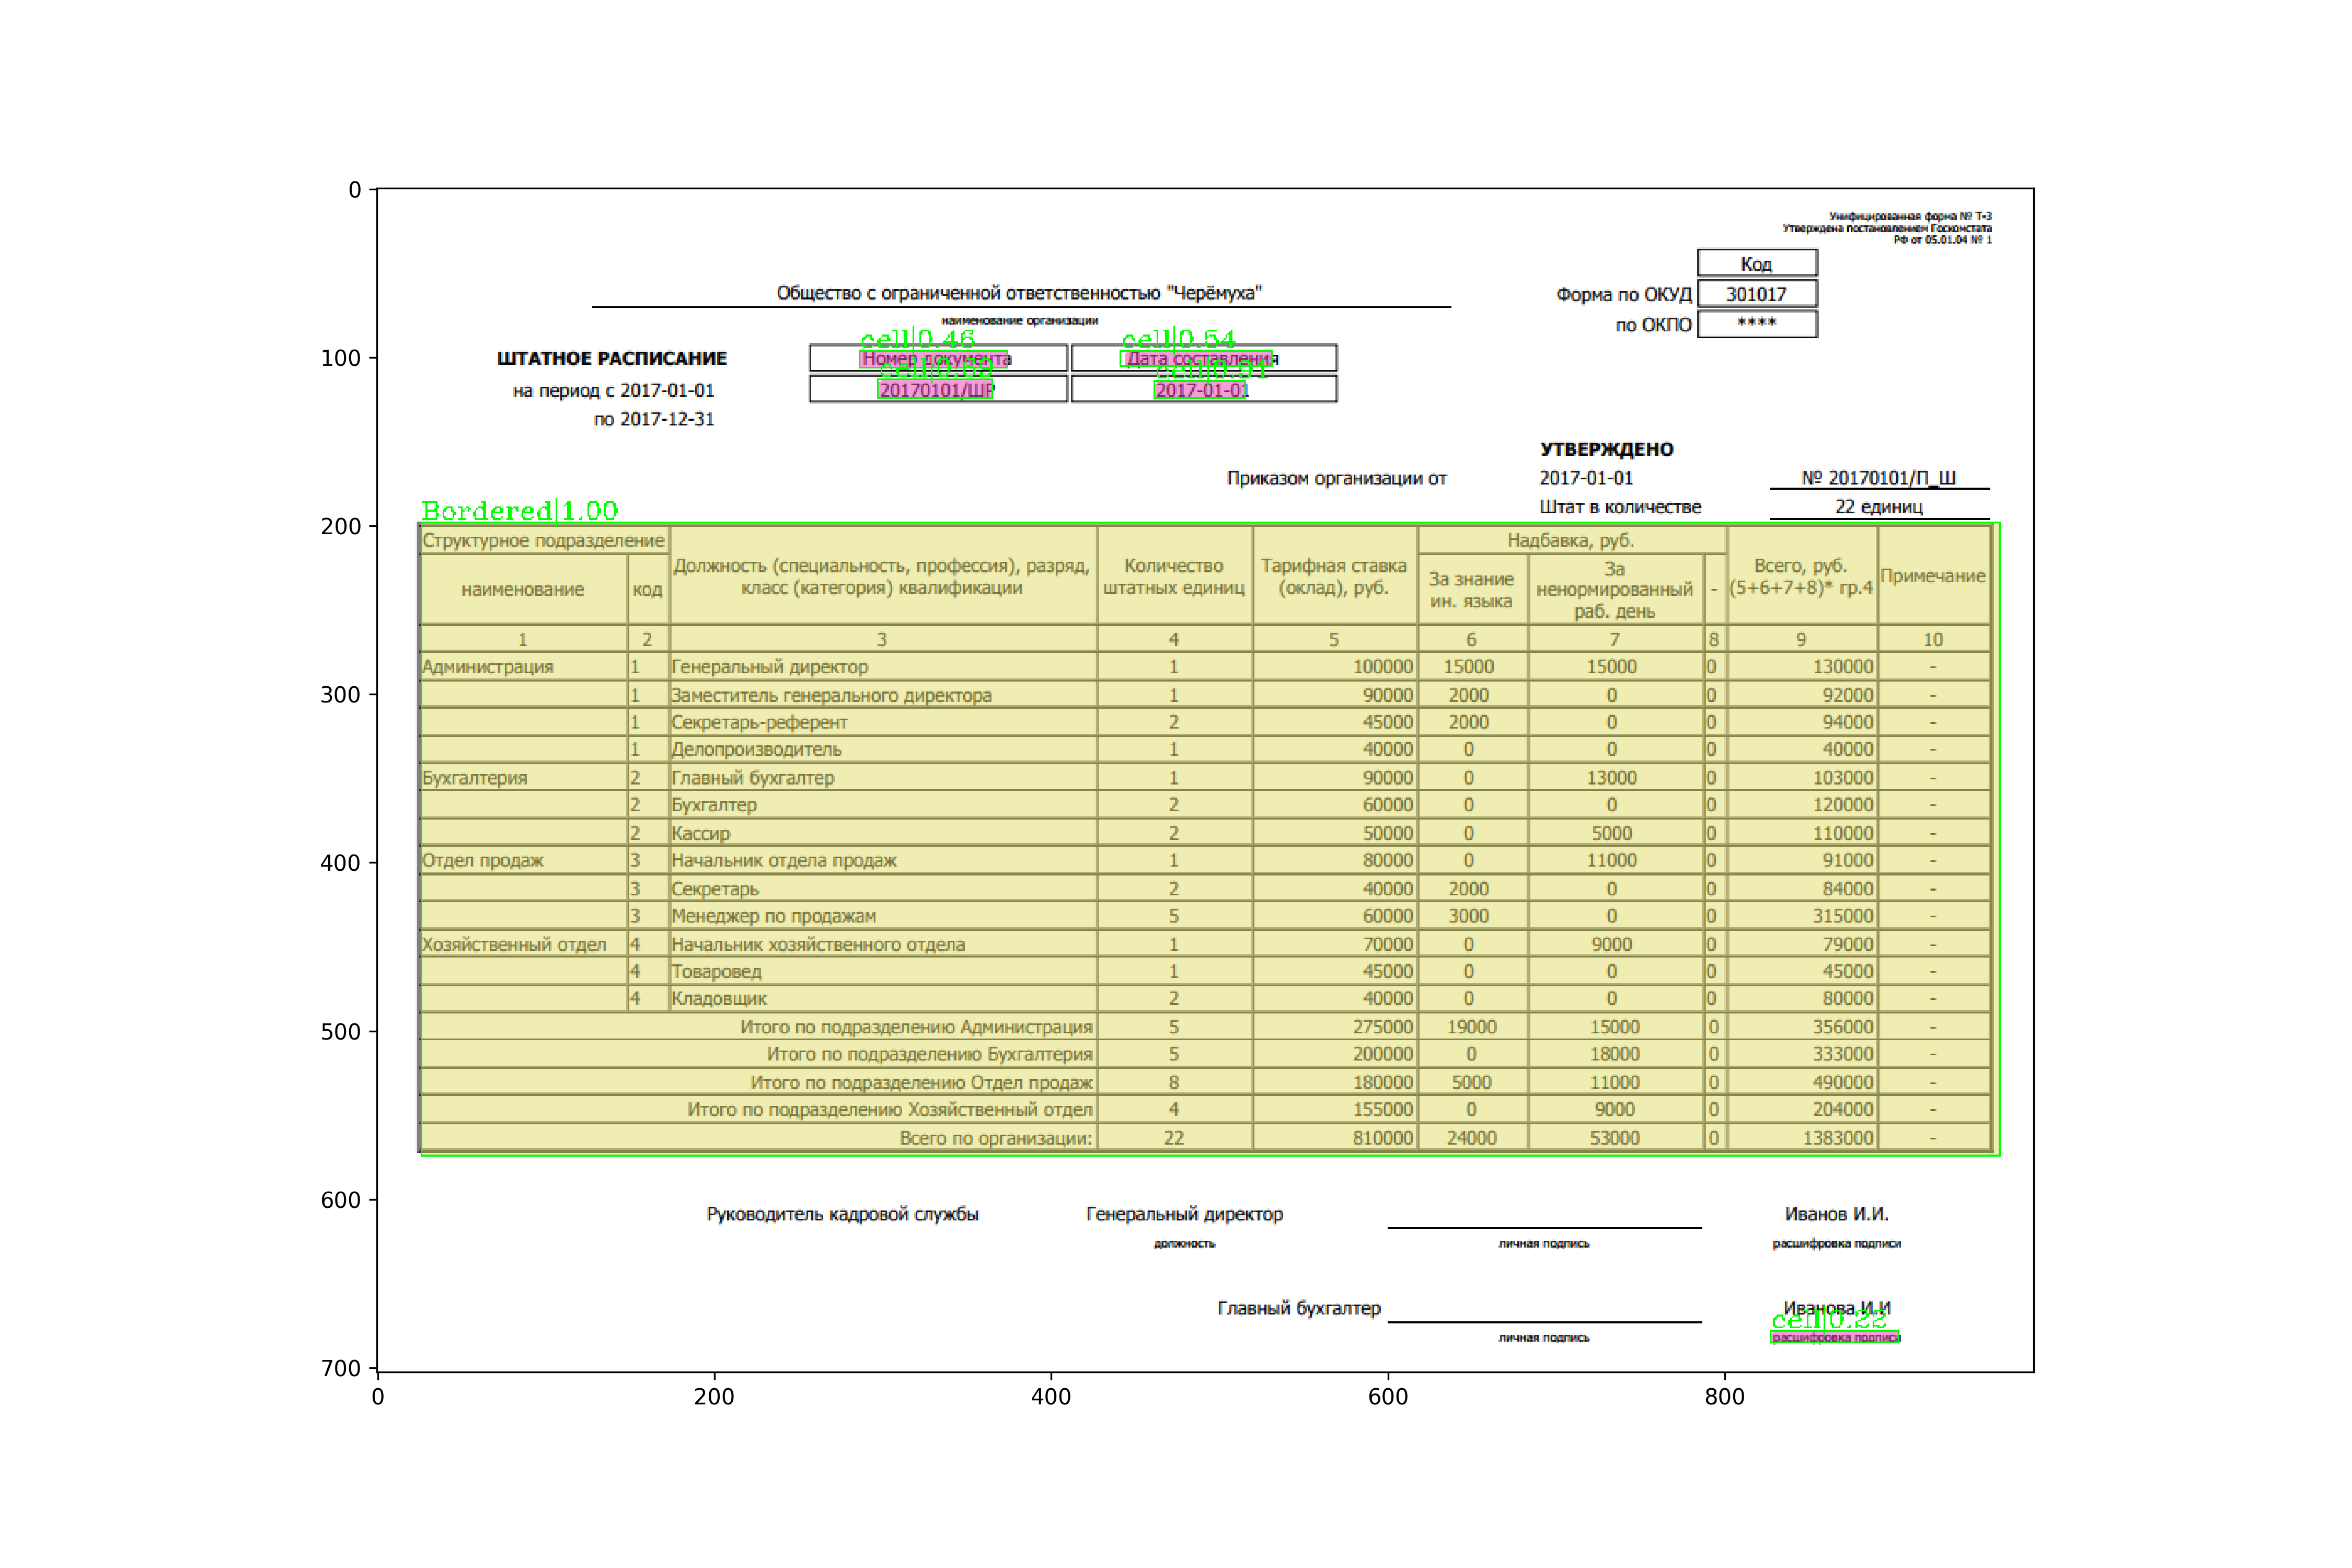 Унифицированная форма № Т-3
Утверждена постановлением Госкомстата
РФ от 05.01.04 № 1
Код
Общество с ограниченной ответственностью "Черёмуха"
Форма по ОКУД 301017
наименование организации
по ОКПО ****
cell|0.46 cell|0.54
ШТАТНОЕ РАСПИСАНИЕ Номер документа Дата составления
на период с 2017-01-01 20170101/ШР 2017-01-01
по 2017-12-31
УТВЕРЖДЕНО
Приказом организации от 2017-01-01 № 20170101/П_Ш
Штат в количестве 22 единиц
Bordered|1.00
Структурное подразделение Надбавка, руб.
Должность (специальность, профессия), разряд, Количество Тарифная ставка За Всего, руб.
наименование код класс (категория) квалификации штатных единиц (оклад), руб. За знание ненормированный - (5+6+7+8)* гр.4 Примечание
ин. языка раб. день
1 2 3 4 5 6 7 8 9 10
Администрация 1 Генеральный директор 1 100000 15000 15000 0 130000 -
1 Заместитель генерального директора 1 90000 2000 0 0 92000 -
1 Секретарь-референт 2 45000 2000 0 0 94000 -
1 Делопроизводитель 1 40000 0 0 0 40000 -
Бухгалтерия 2 Главный бухгалтер 1 90000 0 13000 0 103000 -
2 Бухгалтер 2 60000 0 0 0 120000 -
2 Кассир 2 50000 0 5000 0 110000 -
Отдел продаж 3 Начальник отдела продаж 1 80000 0 11000 0 91000 -
3 Секретарь 2 40000 2000 0 0 84000 -
3 Менеджер по продажам 5 60000 3000 0 0 315000 -
Хозяйственный отдел 4 Начальник хозяйственного отдела 1 70000 0 9000 0 79000 -
4 Товаровед 1 45000 0 0 0 45000 -
4 Кладовщик 2 40000 0 0 0 80000 -
Итого по подразделению Администрация 5 275000 19000 15000 0 356000 -
Итого по подразделению Бухгалтерия 5 200000 0 18000 0 333000 -
Итого по подразделению Отдел продаж 8 180000 5000 11000 0 490000 -
Итого по подразделению Хозяйственный отдел 4 155000 0 9000 0 204000 -
Всего по организации: 22 810000 24000 53000 0 1383000 -
Руководитель кадровой службы Генеральный директор Иванов И.И.
должность личная подпись расшифровка подписи
Главный бухгалтер Иванова И.И
cell|0.22
личная подпись расшифровка подписи
0
100
200
300
400
500
600
700
0 200 400 600 800